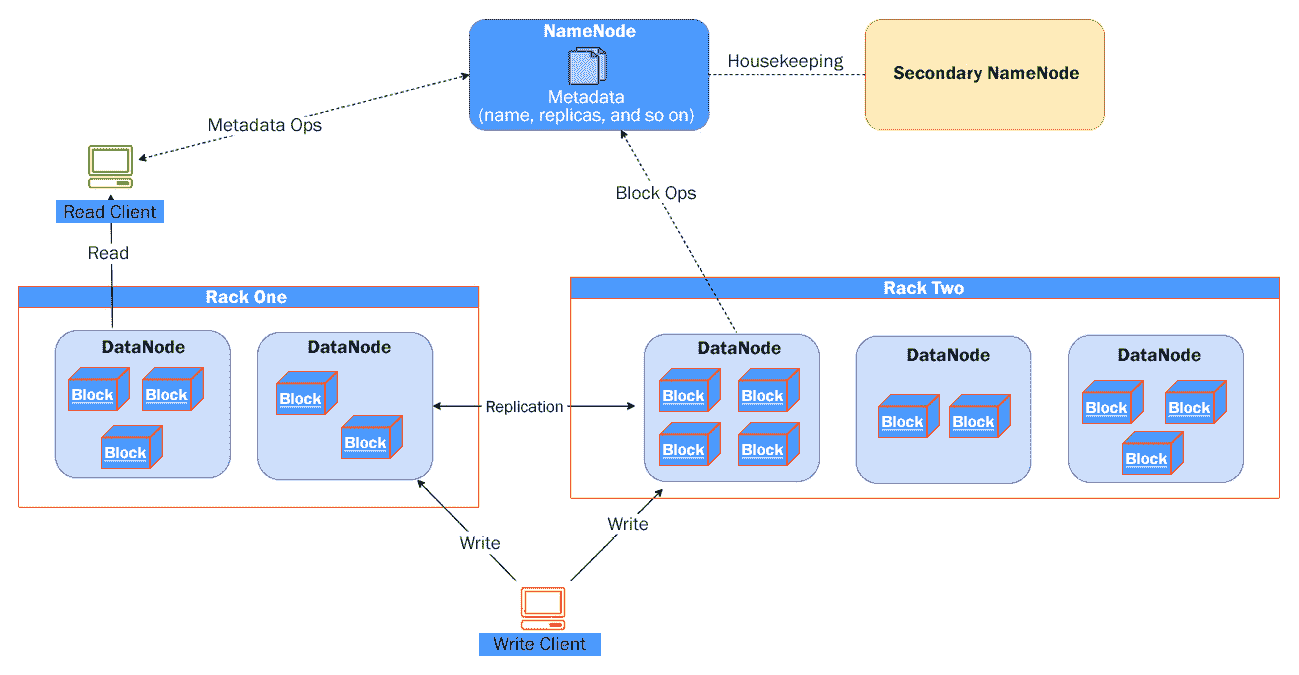 NameNode
Metadata
(name, replicas, and so on)
Housekeeping
Secondary NameNode
Metadata Ops
Block Ops
Read Client
Read
Rack One
DataNode
Block
Block
Block
DataNode
Block
Block
Replication
Rack Two
DataNode
Block
Block
Block
Block
DataNode
Block
Block
DataNode
Block
Block
Block
Write
Write
Write Client